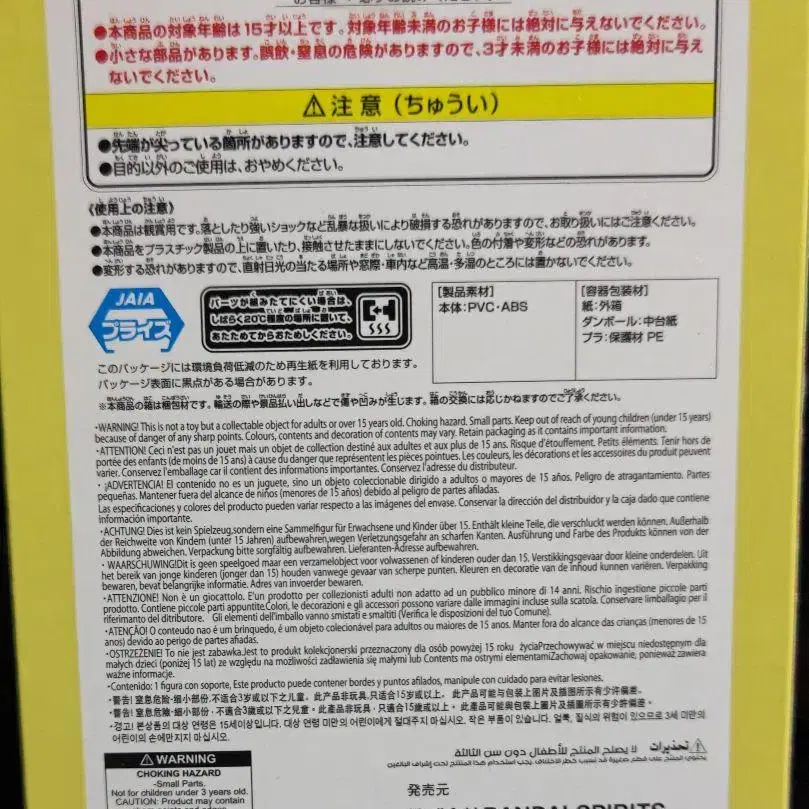 ●本商品の対象年齢は15才以上です。対象年齢未満のお子様には絶対に与えないでください。
●小さな部品があります。誤飲・窒息の危険がありますので、3才未満のお子様には絶対に与え
ないでください。
⚠注意（ちゅうい）
●先端が尖っている箇所がありますので、注意してください。
●目的以外のご使用は、おやめください。
《使用上の注意》
●本商品は観賞用です。落としたり強いショックなど乱暴な扱いにより破損する恐れがありますので、お取り扱いにはご注意ください。
●本商品をプラスチック製品の上に置いたり、接触させたままにしないでください。色の付着や変形などの恐れがあります。
●変形する恐れがありますので、直射日光の当たる場所や窓際・車内など高温・多湿のところには置かないでください。
JAIA
プライズ
パーツが組みたてにくい場合は、
しばらく20℃程度の場所に置いて、
あたためてからおためしください。
[製品素材]
本体:PVC・ABS
[容器包装材]
紙:外箱
ダンボール:中台紙
プラ:保護材 PE
このパッケージには環境負荷低減のため再生紙を利用しております。
パッケージ表面に黒点がある場合があります。
※本商品の箱は梱包材です。輸送の際や景品払い出しなどで傷や凹みが生じます。箱の交換には応じかねますのでご了承ください。
·WARNING! This is not a toy but a collectable object for adults or over 15 years old. Choking hazard. Small parts. Keep out of reach of young children (under 15 years)
because of danger of any sharp points. Colours, contents and decoration of contents may vary. Retain packaging as it contains important information.
·ATTENTION! Ceci n'est pas un jouet mais un objet de collection destiné aux adultes et aux plus de 15 ans. Risque d'étouffement. Petits éléments. Tenir hors de
portée des enfants (de moins de 15 ans) à cause du danger que représentent les pièces pointues. Les couleurs, les décorations et les accessoires du produit peuvent
varier. Conservez l'emballage car il contient des informations importantes. Conservez l'adresse du distributeur.
· ¡ADVERTENCIA! El contenido no es un juguete, sino un objeto coleccionable dirigido a adultos o mayores de 15 años. Peligro de atragantamiento. Partes
pequeñas. Mantener fuera del alcance de niños (menores de 15 años) debido al peligro de partes afiladas.
Las especificaciones y colores del producto pueden variar respecto a las imágenes del envase. Conservar la dirección del distribuidor y la caja dado que contiene
información importante.
·ACHTUNG! Dies ist kein Spielzeug,sondern eine Sammelfigur für Erwachsene und Kinder über 15. Enthält kleine Teile, die verschluckt werden können. Außerhalb
der Reichweite von Kindern (unter 15 Jahren) aufbewahren,wegen Verletzungsgefahr an scharfen Kanten. Ausführung und Farbe des Produkts können von der
Abbildung abweichen. Verpackung bitte sorgfältig aufbewahren. Lieferanten-Adresse aufbewahren.
· WAARSCHUWING!Dit is geen speelgoed maar een verzamelobject voor volwassenen of kinderen ouder dan 15. Verstikkingsgevaar door kleine onderdelen. Uit
het bereik van jonge kinderen (jonger dan 15) houden vanwege gevaar van scherpe punten. Kleuren en decoratie van de inhoud kunnen variëren. Verpakking
bewaren, bevat belangrijke informatie. Adres van invoerder bewaren.
·ATTENZIONE! Non è un giocattolo. E'un prodotto per collezionisti adulti non adatto ad un pubblico minore di 14 anni. Rischio ingestione piccole parti
prodotto. Contiene piccole parti appuntite.Colori, le decorazioni e gli accessori possono variare dalle immagini incluse sulla scatola. Conservare limballagio per il
riferimanto del ditributore. Gli elementi dell'imballo vanno smistati e smaltiti (Verifica le disposizioni del tuo Comune).
·ATENÇÃO! O conteudo nao é um brinquedo, é um objeto colecionável para adultos ou maiores de 15 anos. Manter fora do alcance das crianças (menores de 15
anos) devido ao perigo de partes afiadas.
·OSTRZEŻENIE! To nie jest zabawka.Jest to produkt kolekcjonerski przeznaczony dla osób powyżej 15 roku życiaPrzechowywać w miejscu niedostępnym dla
małych dzieci (poniżej 15 lat) ze względu na możliwości zadławienia się małymi lub Contents ma ostrymi elementamiZachowaj opakowanie, ponieważ zawiera
ważne informacje.
·Contenido: 1 figura con soporte, Este producto puede contener bordes y puntos afilados, manipule con cuidado para evitar lesiones.
·警告! 窒息危险·细小部份,不适合3岁或以下之儿童。此产品非玩具,只适合15岁或以上。此产品可能与包装上图片及插图所示有少许偏差。
·警告! 窒息危險·細小部份·不適合3歲或以下之兒童。此產品非玩具,只適合15歲或以上。此產品可能與包裝上圖片及插圖所示有少許偏差。
·경고! 본상품의 대상 연령은 15세이상입니다. 대상 연령 미만의 어린이에게 절대주지 마십시오. 작은 부품이 있습니다. 얼룩, 질식의 위험이 있으므로 3세 미만의
어린이의 손에만지지 마십시오.
⚠ تحذيرات لا يصلح المنتج للأطفال دون سن الثالثة
⚠WARNING
CHOKING HAZARD
-Small Parts.
Not for children under 3 years old.
CAUTION: Product may contain
発売元
BANDAI SPIRITS